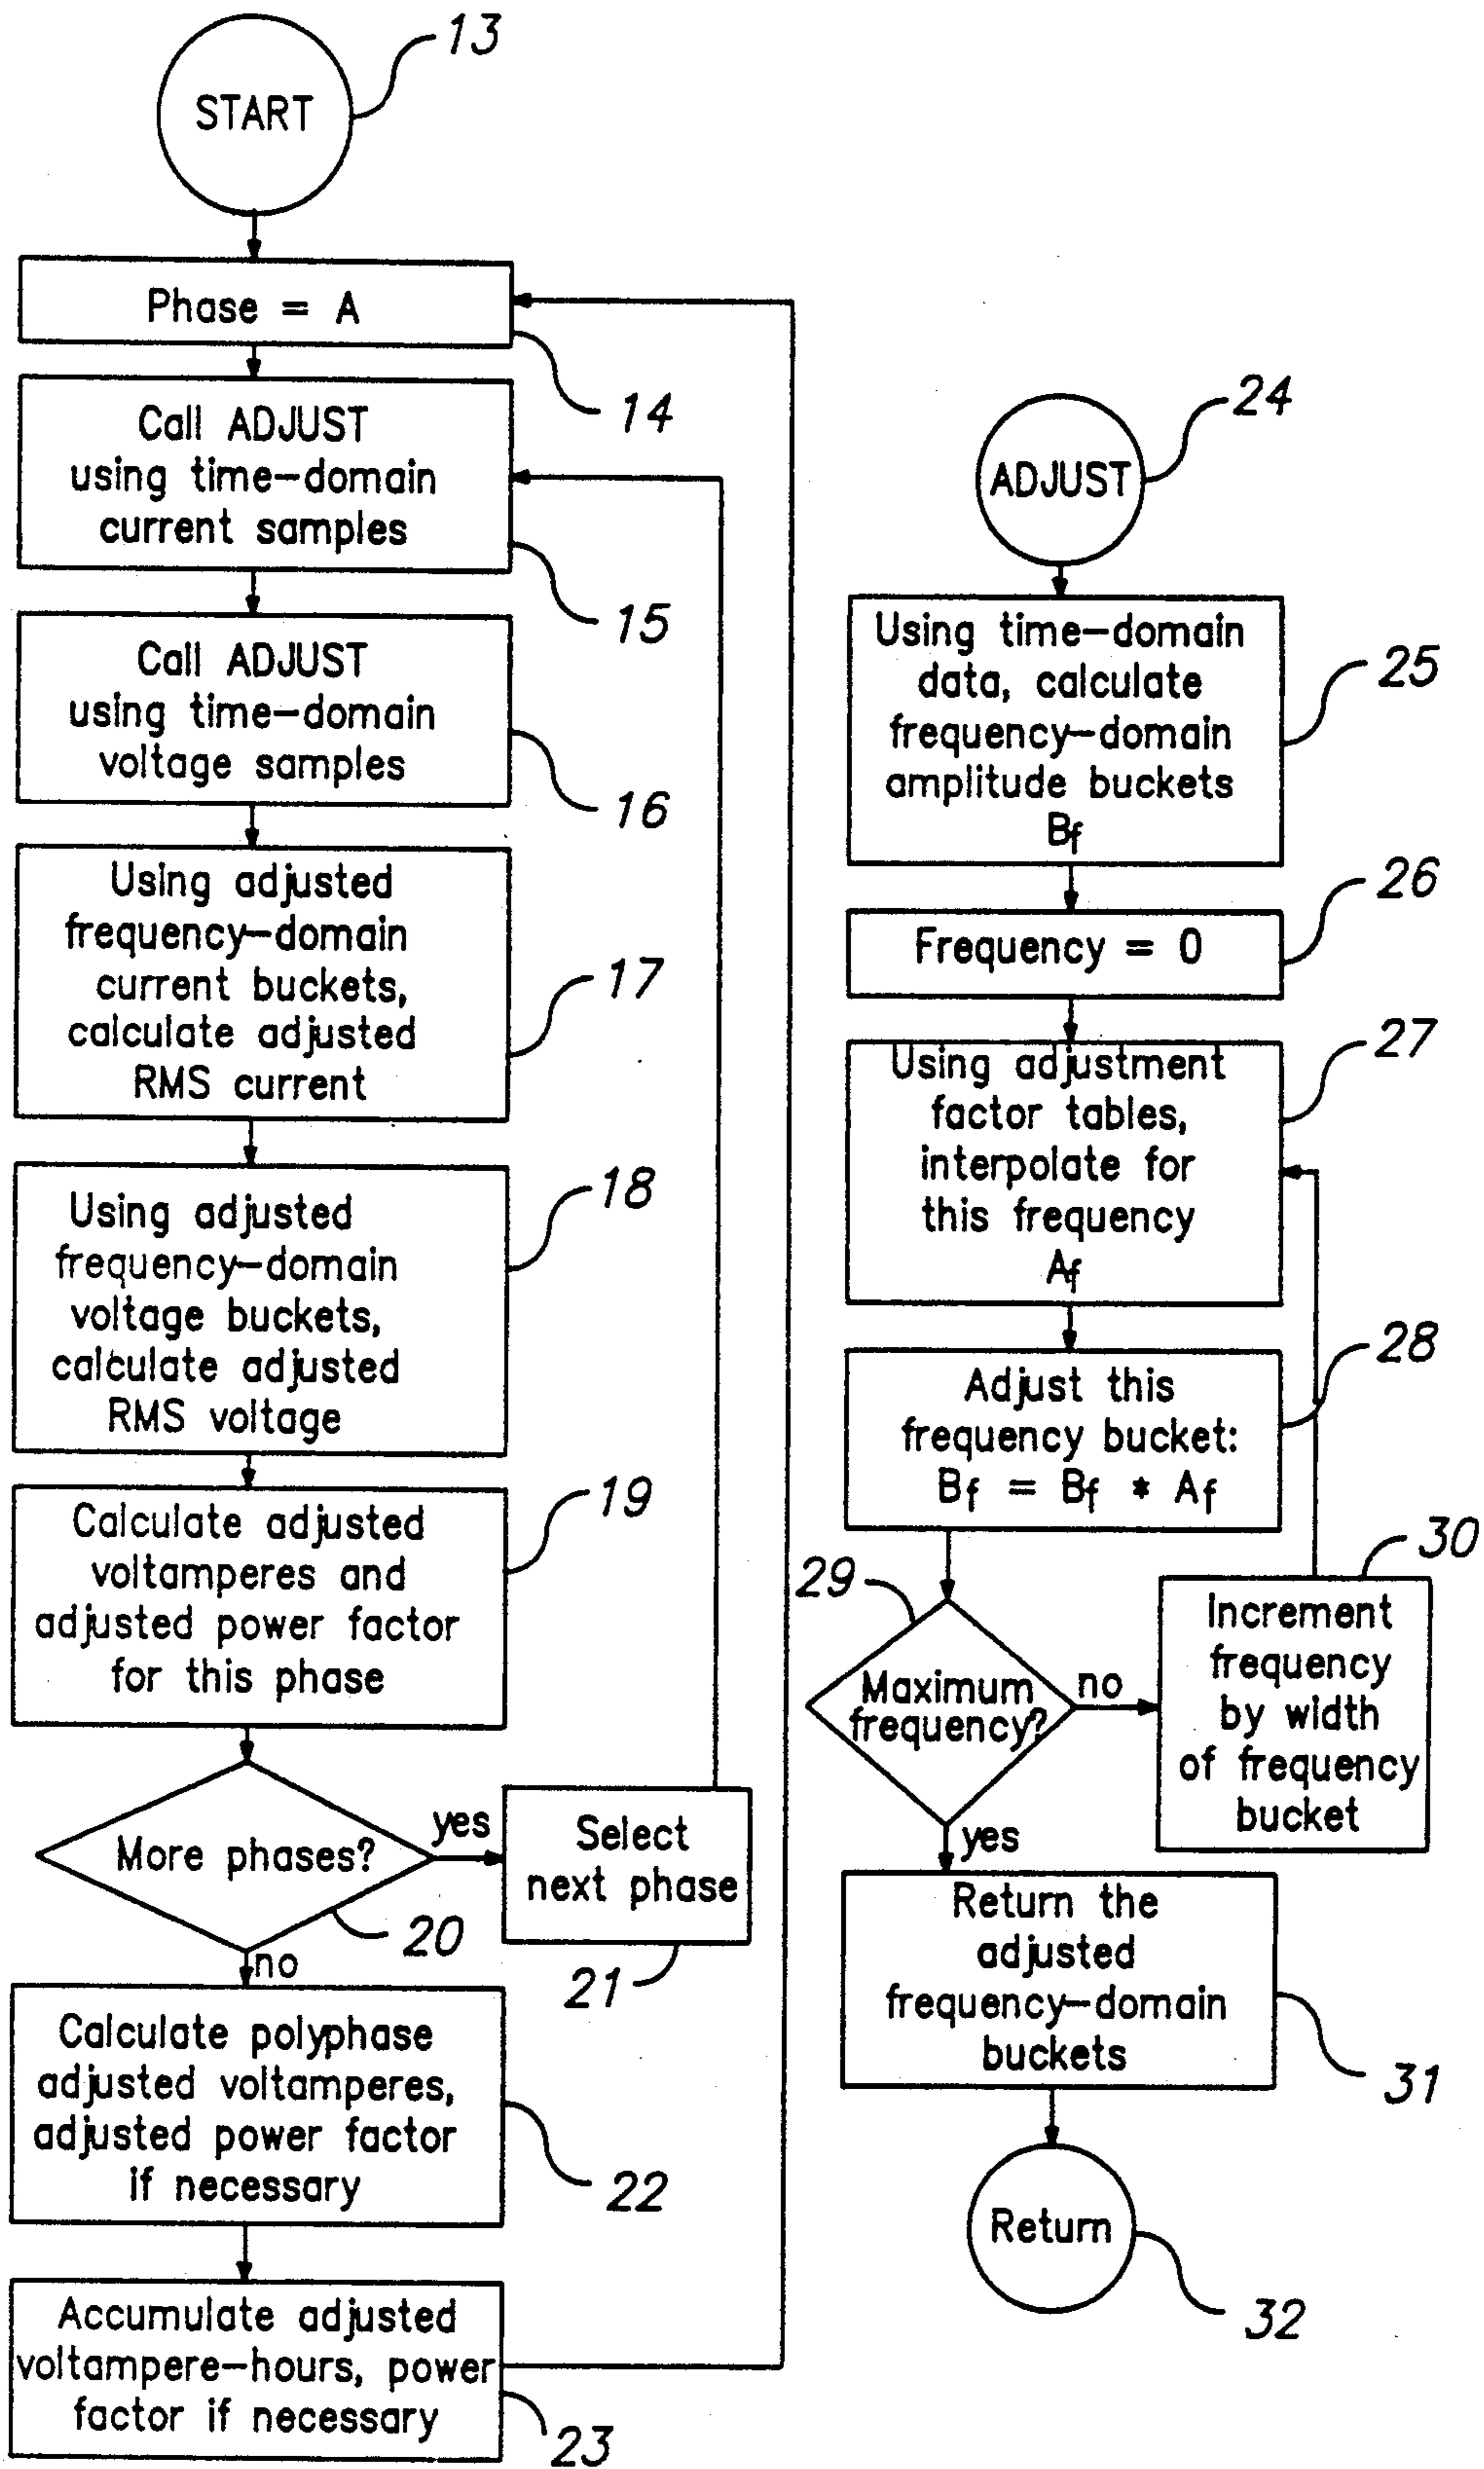 13
START
Phase = A
14
Call ADJUST
using time-domain
current samples
15
Call ADJUST
using time-domain
voltage samples
16
Using adjusted
frequency-domain
current buckets,
calculate adjusted
RMS current
17
Using adjusted
frequency-domain
voltage buckets,
calculate adjusted
RMS voltage
18
Calculate adjusted
voltamperes and
adjusted power factor
for this phase
19
More phases?
yes
20
no
Select
next phase
21
Calculate polyphase
adjusted voltamperes,
adjusted power factor
if necessary
22
Accumulate adjusted
voltampere-hours, power
factor if necessary
23
24
ADJUST
Using time-domain
data, calculate
frequency-domain
amplitude buckets
Bf
25
Frequency = 0
26
Using adjustment
factor tables,
interpolate for
this frequency
Af
27
Adjust this
frequency bucket:
Bf = Bf * Af
28
29
Maximum
frequency?
no
yes
30
Increment
frequency
by width
of frequency
bucket
Return the
adjusted
frequency-domain
buckets
31
Return
32